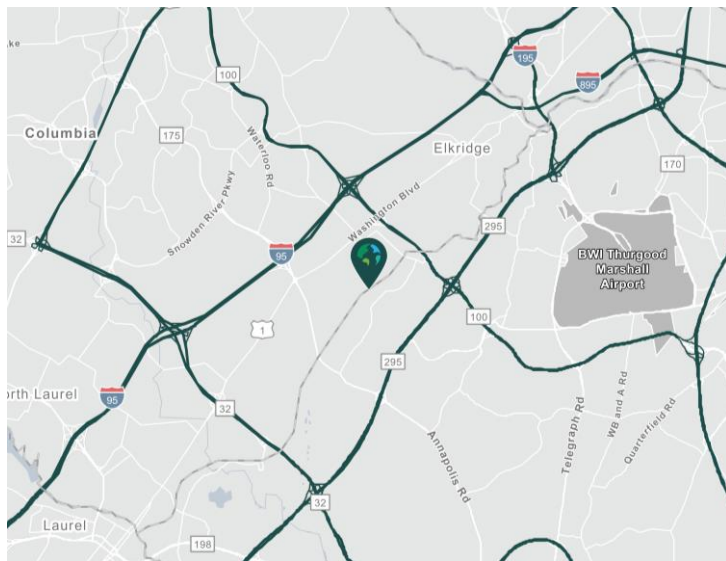 ake
195
100
895
Columbia
175
Waterloo Rd
Elkridge
170
Snowden River Pkwy
Washington Blvd
295
32
95
BWI Thurgood
Marshall
Airport
1
100
295
North Laurel
95
32
Annapolis Rd
Telegraph Rd
WB and A Rd
Quarterfield Rd
32
Laurel
198